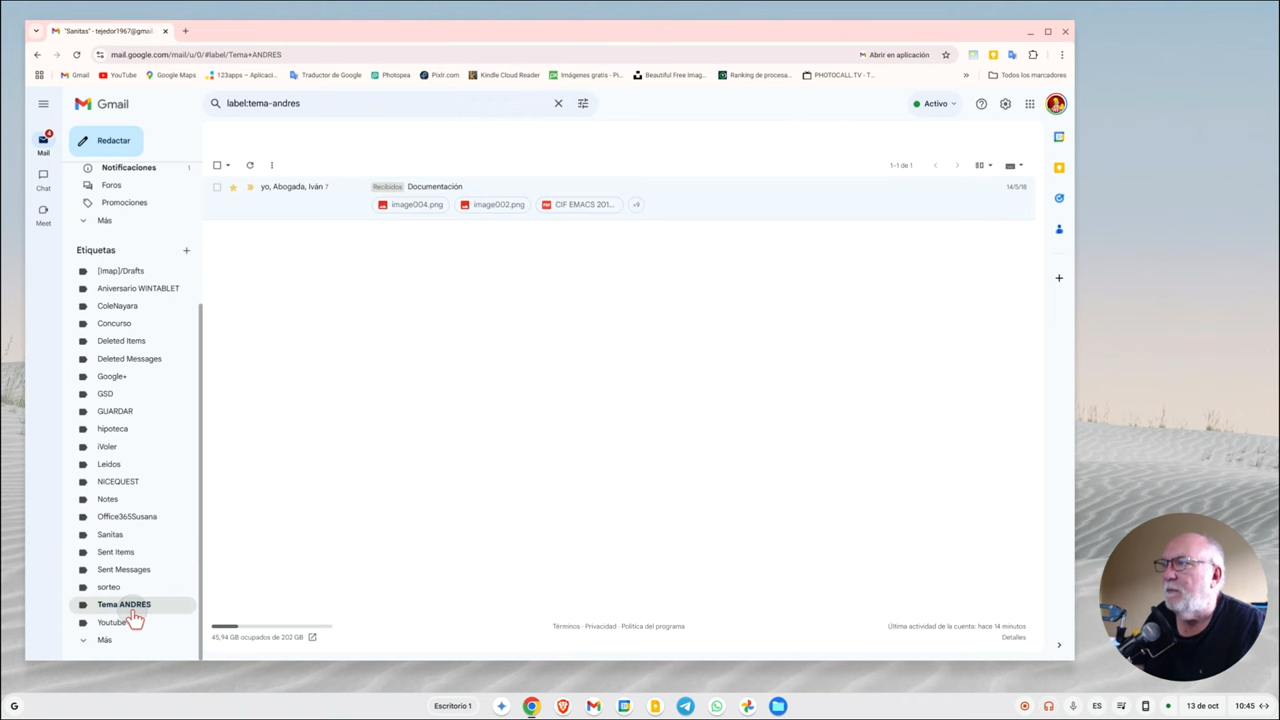 "Sanitas" - tejedor1967@gmail
mail.google.com/mail/u/0/#label/Tema+ANDRES
Abrir en aplicación
Gmail
YouTube
Google Maps
123apps – Aplicaci...
Traductor de Google
Photopea
Pixlr.com
Kindle Cloud Reader
Imágenes gratis - Pi...
Beautiful Free Imag...
Ranking de procesa...
PHOTOCALL.TV – T...
»
Todos los marcadores
Gmail
label:tema-andres
Activo
4
Mail
Chat
Meet
Redactar
Notificaciones 1
Foros
Promociones
Más
Etiquetas
[Imap]/Drafts
Aniversario WINTABLET
ColeNayara
Concurso
Deleted Items
Deleted Messages
Google+
GSD
GUARDAR
hipoteca
iVoler
Leidos
NICEQUEST
Notes
Office365Susana
Sanitas
Sent Items
Sent Messages
sorteo
Tema ANDRES
Youtube
Más
1–1 de 1
yo, Abogada, Iván 7
Recibidos Documentación
14/5/18
image004.png
image002.png
PDF CIF EMACS 201...
+9
45,94 GB ocupados de 202 GB
Términos · Privacidad · Política del programa
Última actividad de la cuenta: hace 14 minutos
Detalles
G
Escritorio 1
ES
13 de oct
10:45